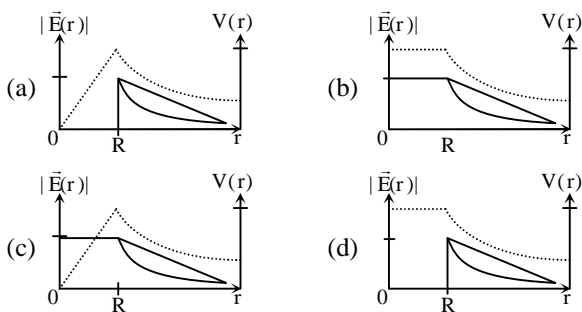 |E⃗(r)| V(r) |E⃗(r)| V(r)
(a) (b)
0 R r 0 R r
|E⃗(r)| V(r) |E⃗(r)| V(r)
(c) (d)
0 R r 0 R r